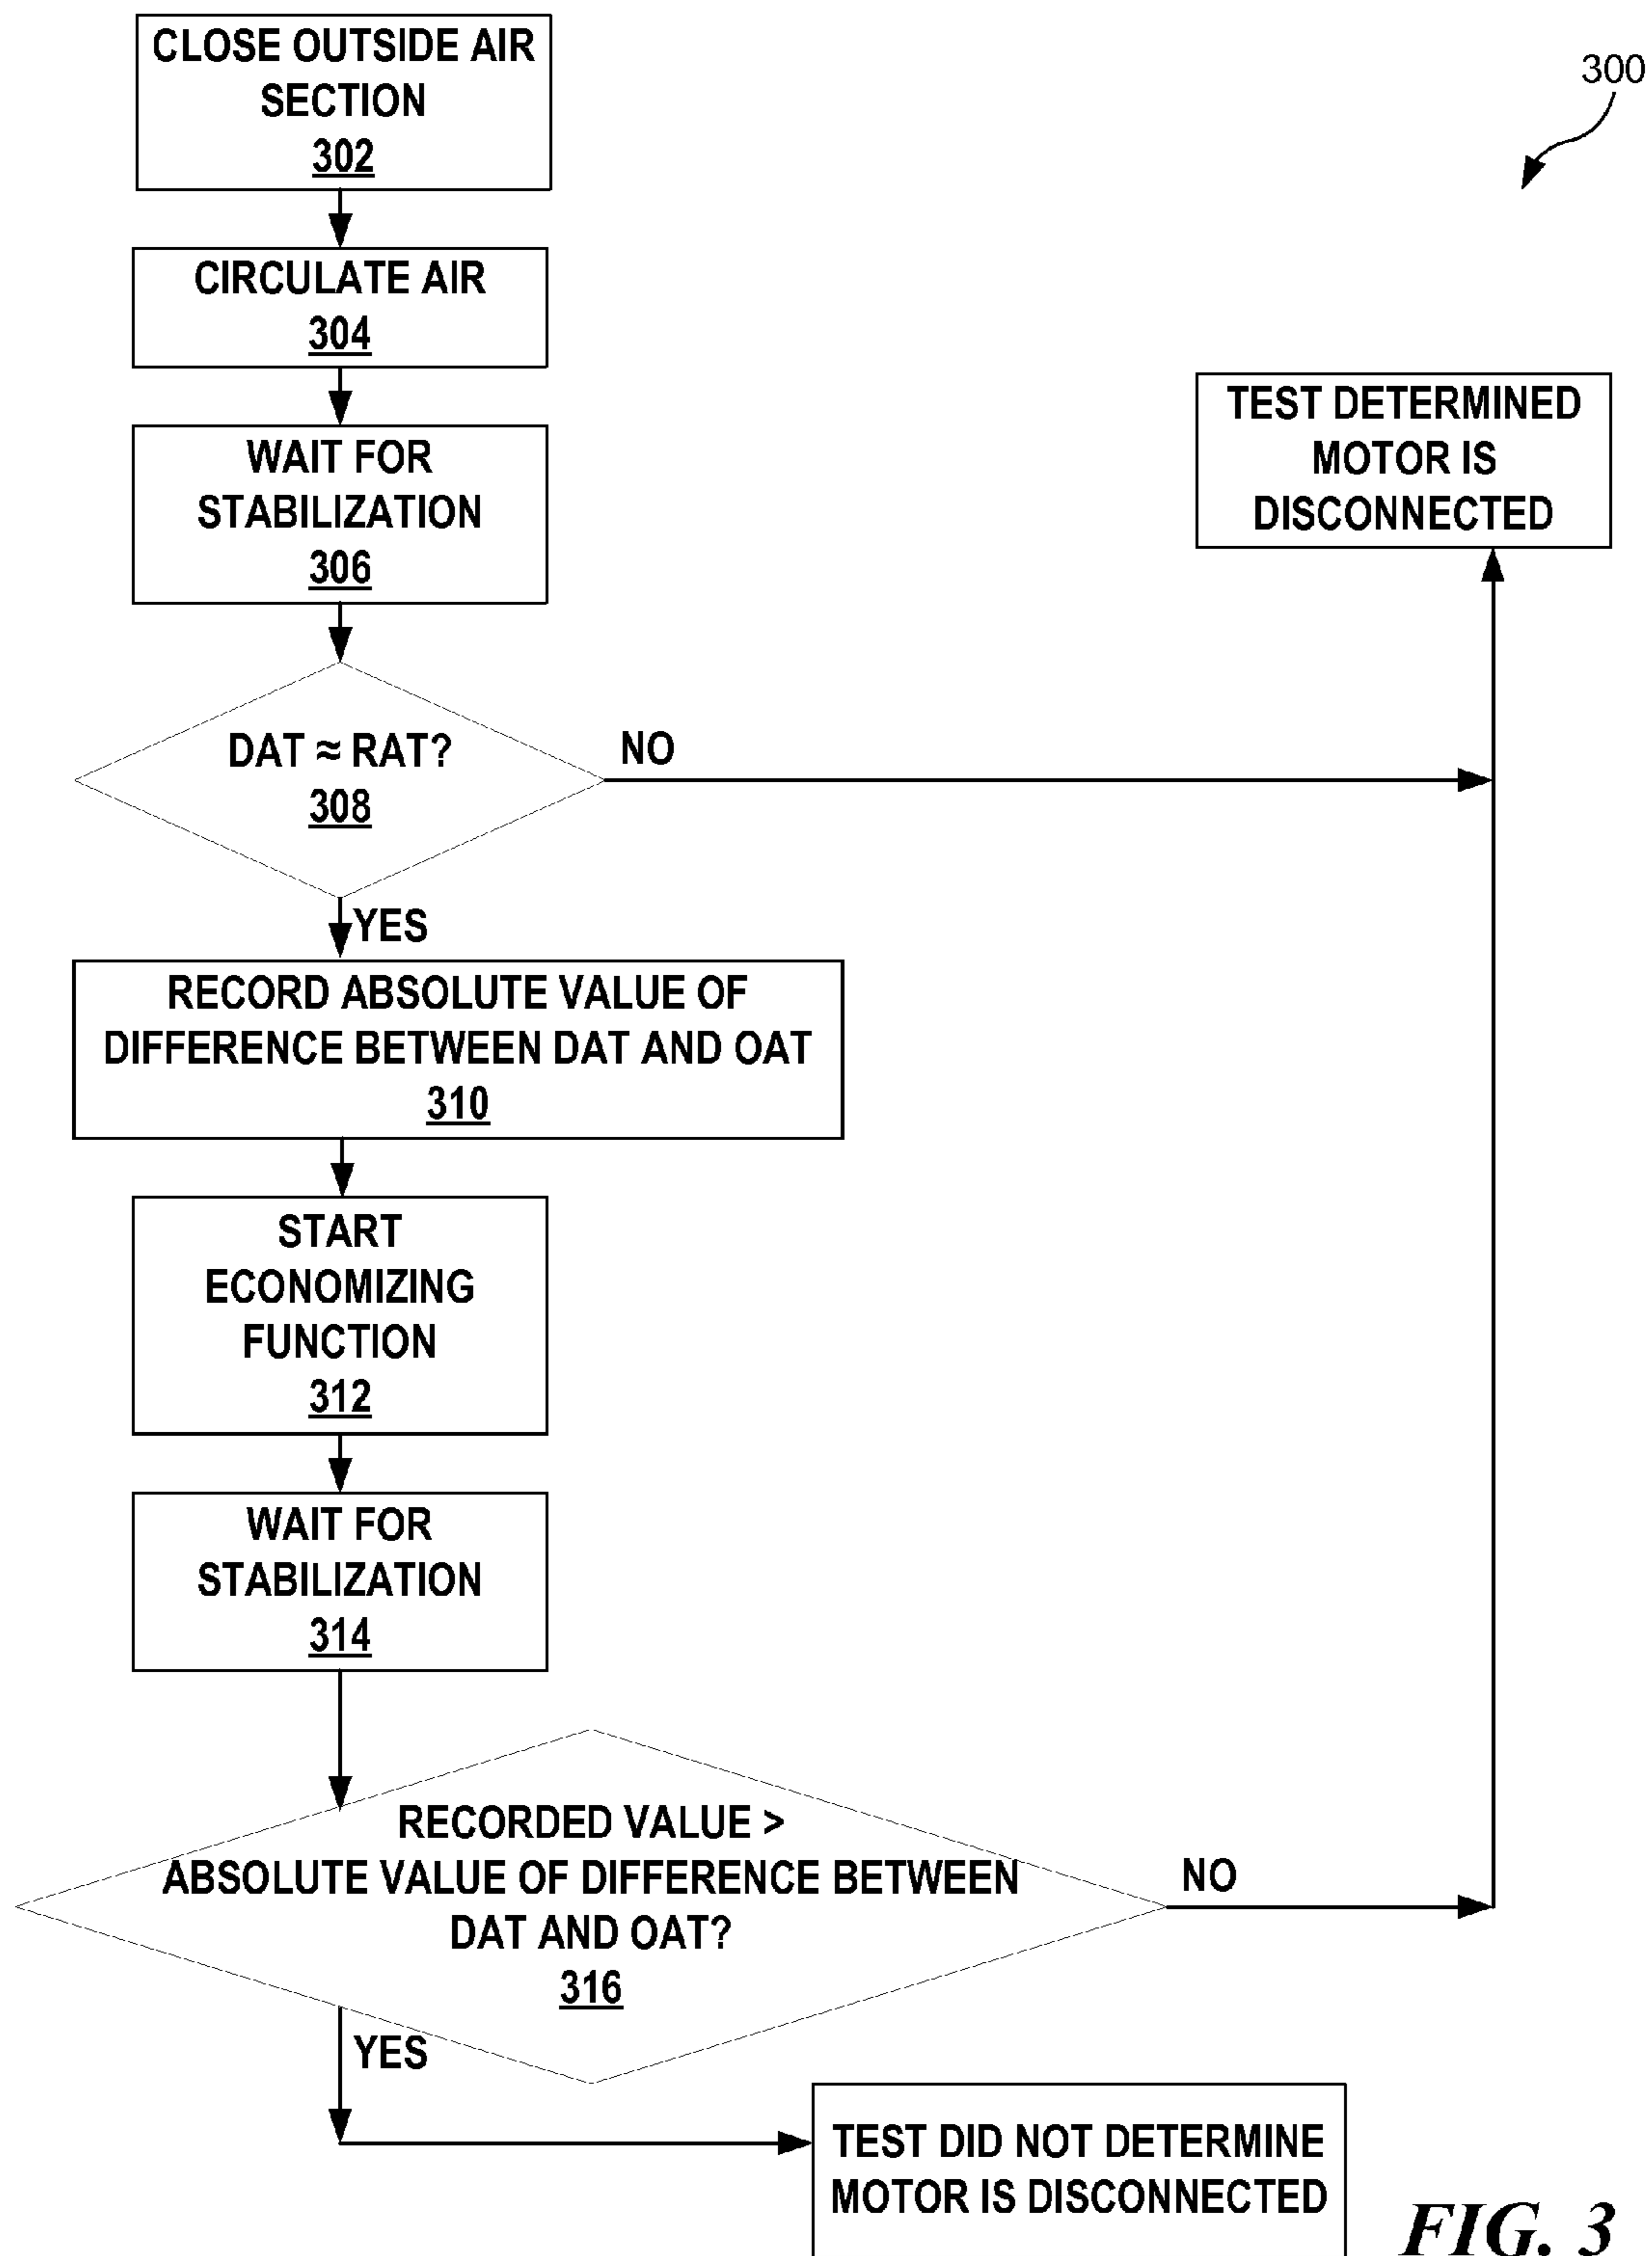 CLOSE OUTSIDE AIR
SECTION
302
300
CIRCULATE AIR
304
WAIT FOR
STABILIZATION
306
TEST DETERMINED
MOTOR IS
DISCONNECTED
DAT ≈ RAT?
308
NO
YES
RECORD ABSOLUTE VALUE OF
DIFFERENCE BETWEEN DAT AND OAT
310
START
ECONOMIZING
FUNCTION
312
WAIT FOR
STABILIZATION
314
RECORDED VALUE >
ABSOLUTE VALUE OF DIFFERENCE BETWEEN
DAT AND OAT?
316
NO
YES
TEST DID NOT DETERMINE
MOTOR IS DISCONNECTED
FIG. 3